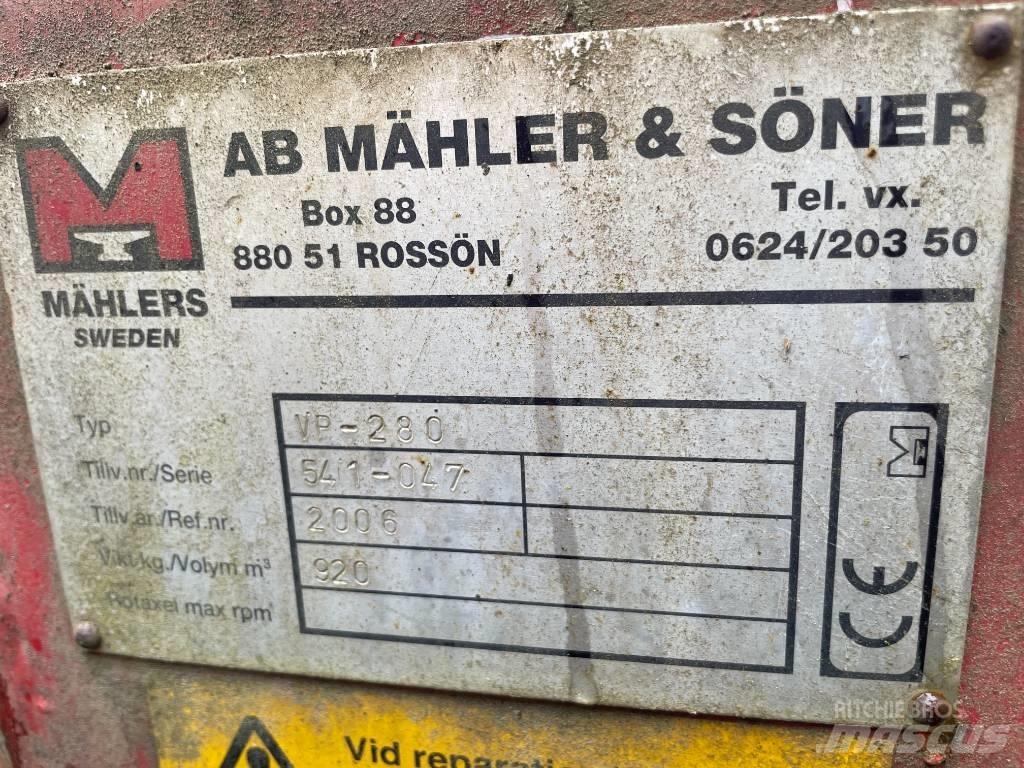 AB MÄHLER & SÖNER
Box 88
880 51 ROSSÖN
Tel. vx.
0624/203 50
MÄHLERS
SWEDEN
Typ VP-280
Tillv.nr./Serie 541-047
Tillv.år./Ref.nr. 2006
Vikt kg./Volym m³ 920
Rotaxel max rpm
CE
Vid
RITCHIE BROS
mascus